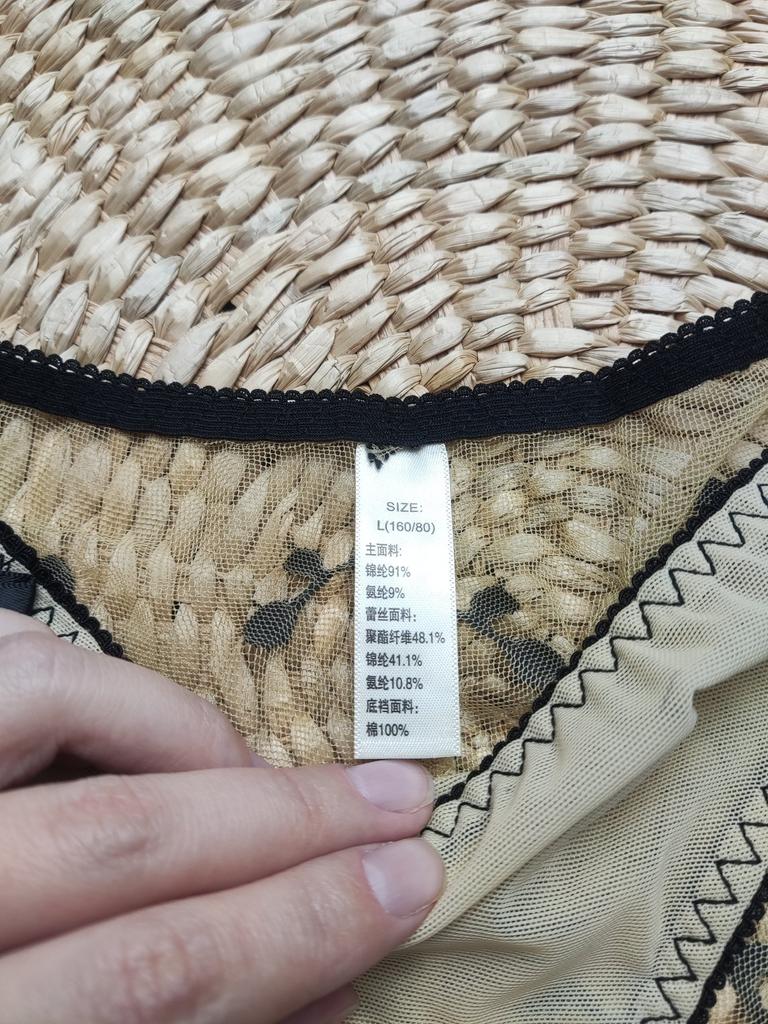 SIZE:
L(160/80)
主面料:
锦纶91%
氨纶9%
蕾丝面料:
聚酯纤维48.1%
锦纶41.1%
氨纶10.8%
底裆面料:
棉100%